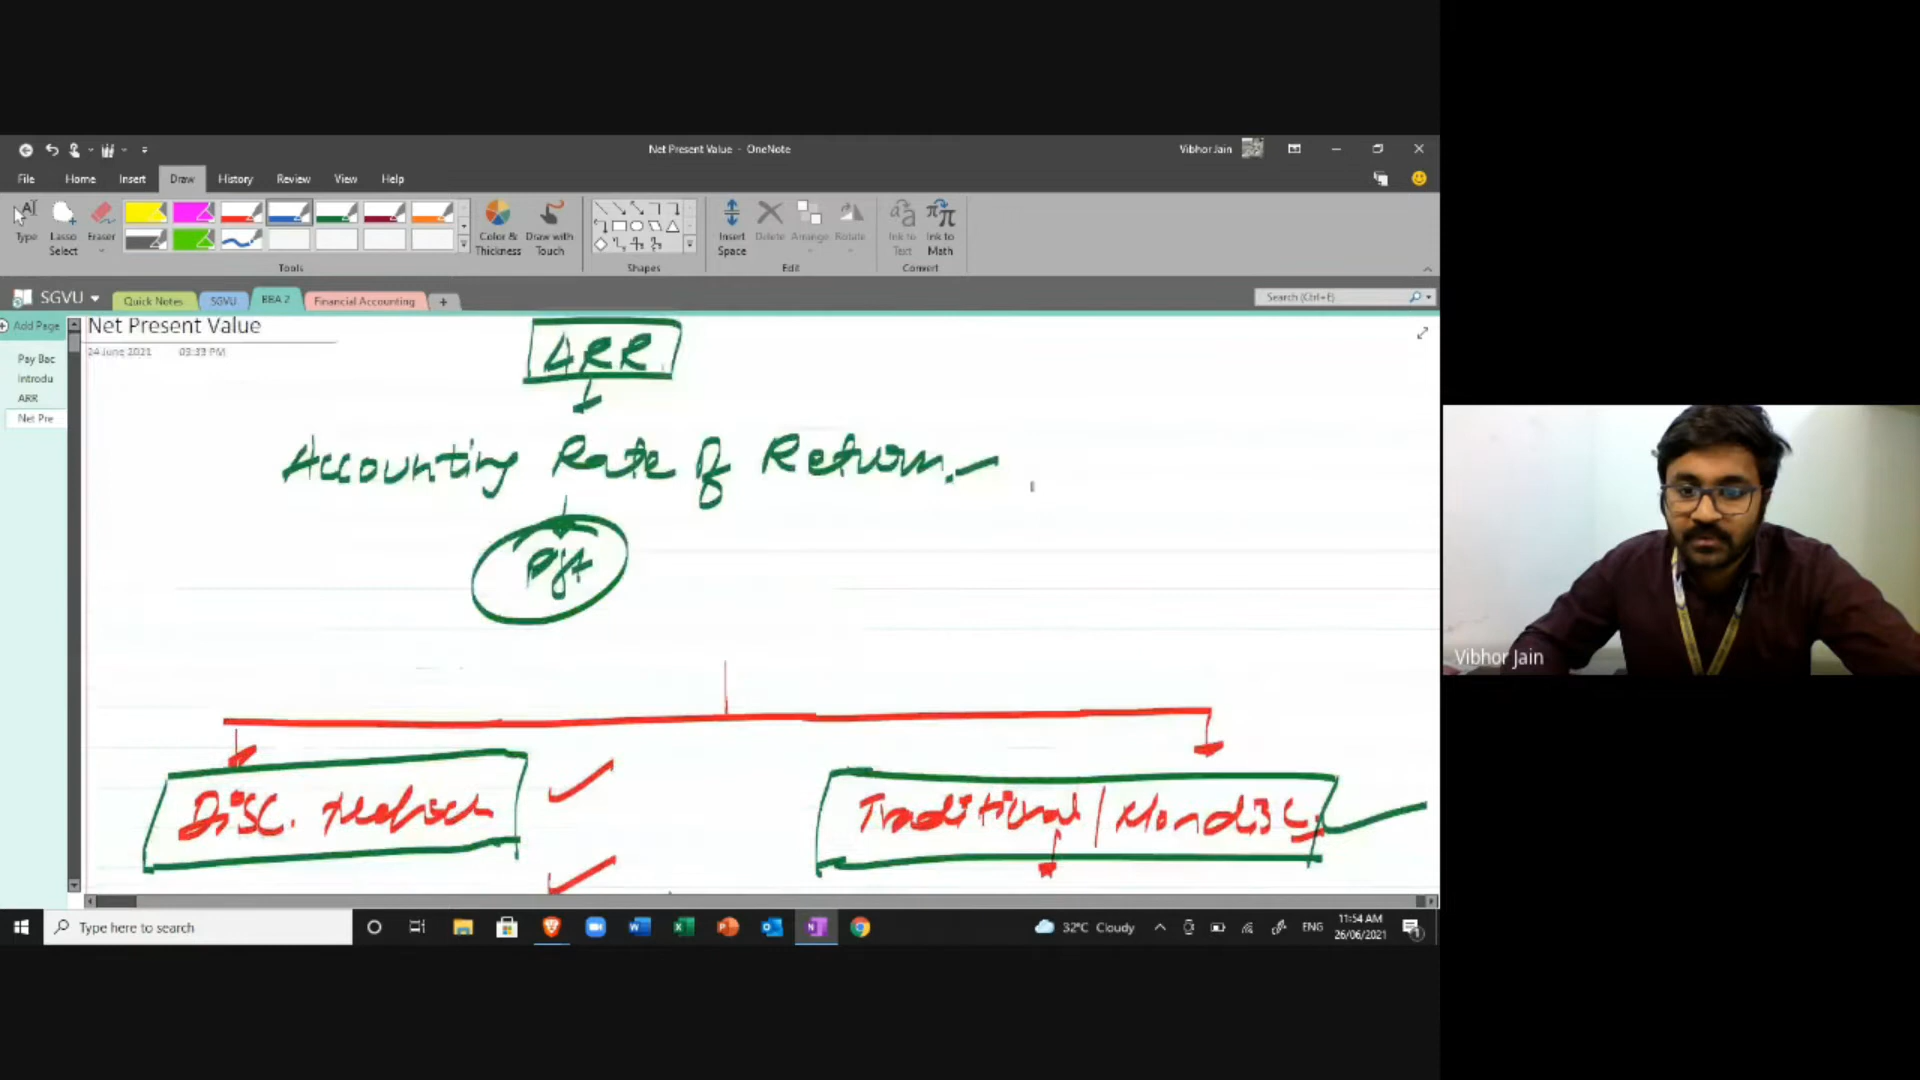 Net Present Value - OneNote
Vibhor Jain
File Home Insert Draw History Review View Help
Type
Lasso Select
Eraser
Color & Thickness
Draw with Touch
Insert Space
Delete Arrange Rotate
Ink to Text
Ink to Math
Tools Shapes Edit Convert
SGVU
Quick Notes SGVU BBA 2 Financial Accounting +
Search (Ctrl+E)
Add Page
Pay Bac
Introdu
ARR
Net Pre
Net Present Value
24 June 2021 03:33 PM
ARR
Accounting Rate of Return.
Disc.
Traditional/Nondisc.
Vibhor Jain
Type here to search
32°C Cloudy
ENG
11:54 AM
26/06/2021
1